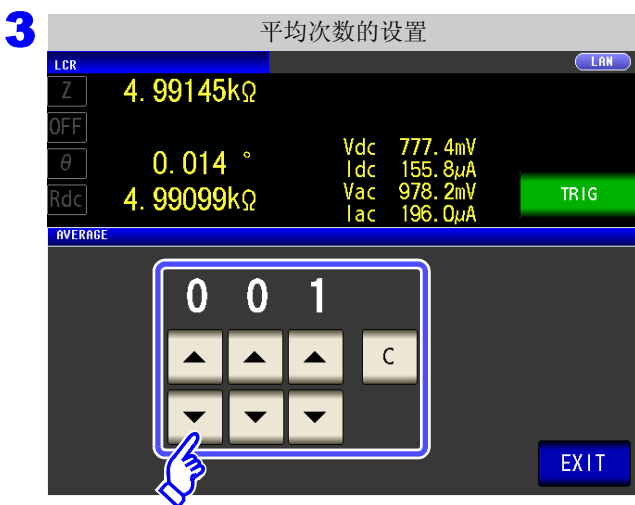 3
平均次数的设置
LCR
LAN
Z 4.99145kΩ
OFF
θ 0.014 °
Rdc 4.99099kΩ
Vdc 777.4mV
Idc 155.8μA
Vac 978.2mV
Iac 196.0μA
TRIG
AVERAGE
0 0 1
C
EXIT